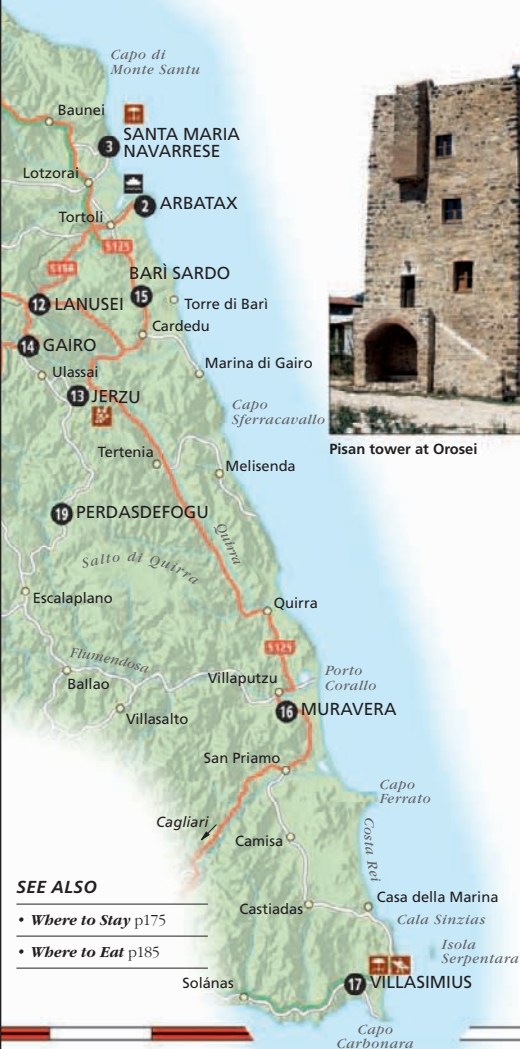 Capo di
Monte Santu
Baunei
3
SANTA MARIA
NAVARRESE
Lotzorai
2 ARBATAX
Tortolì
S125
S198
BARÌ SARDO
15
Torre di Barì
12 LANUSEI
Cardedu
14 GAIRO
Ulassai
Marina di Gairo
13 JERZU
Capo
Sferracavallo
Pisan tower at Orosei
Tertenia
Melisenda
19 PERDASDEFOGU
Quirra
Salto di Quirra
Escalaplano
Quirra
S125
Flumendosa
Ballao
Villaputzu
Porto
Corallo
Villasalto
16 MURAVERA
San Priamo
Capo
Ferrato
Cagliari
Camisa
Costa Rei
SEE ALSO
• Where to Stay p175
• Where to Eat p185
Castiadas
Casa della Marina
Cala Sinzias
Isola
Serpentara
Solánas
17 VILLASIMIUS
Capo
Carbonara